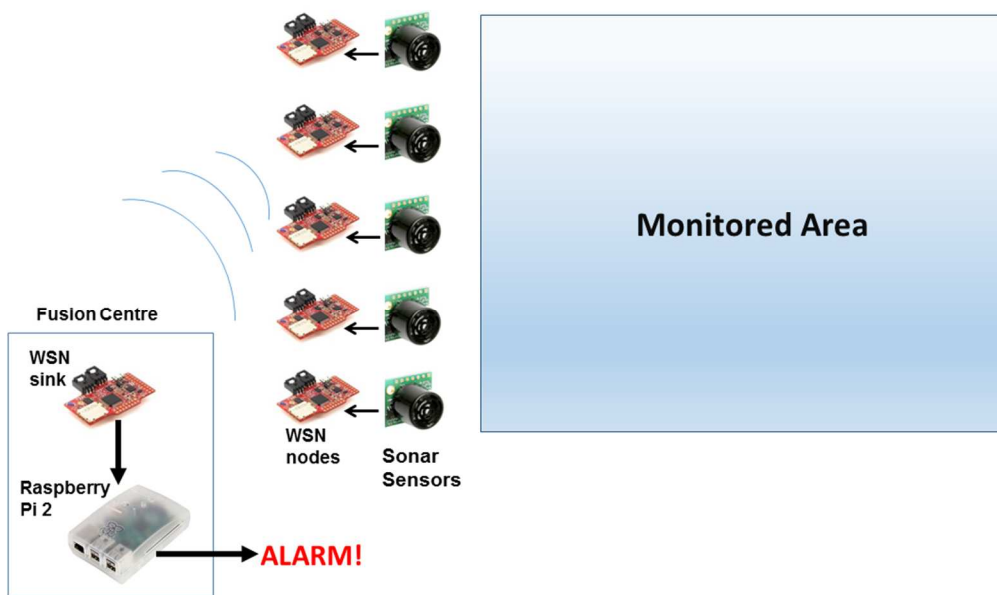 Monitored Area
Fusion Centre
WSN
sink
WSN
nodes
Sonar
Sensors
Raspberry
Pi 2
ALARM!